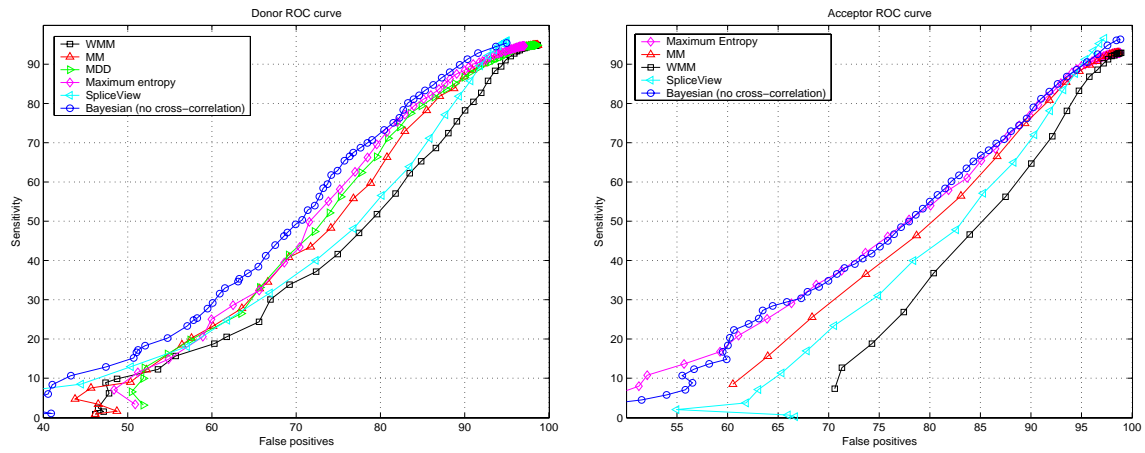 Donor ROC curve
WMM
MM
MDD
Maximum entropy
SpliceView
Bayesian (no cross−correlation)
Sensitivity
90
80
70
60
50
40
30
20
10
0
40
50
60
70
80
90
100
False positives
Acceptor ROC curve
Maximum Entropy
MM
WMM
SpliceView
Bayesian (no cross−correlation)
Sensitivity
90
80
70
60
50
40
30
20
10
0
55
60
65
70
75
80
85
90
95
100
False positives